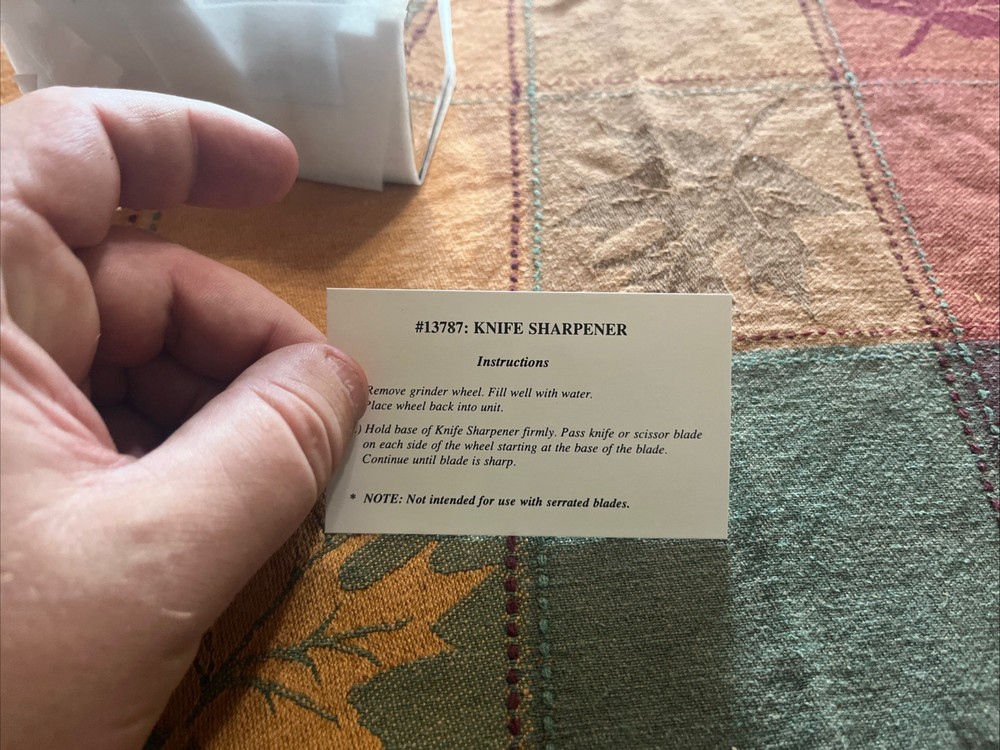 #13787: KNIFE SHARPENER
Instructions
Remove grinder wheel. Fill well with water.
Place wheel back into unit.
) Hold base of Knife Sharpener firmly. Pass knife or scissor blade
on each side of the wheel starting at the base of the blade.
Continue until blade is sharp.
* NOTE: Not intended for use with serrated blades.